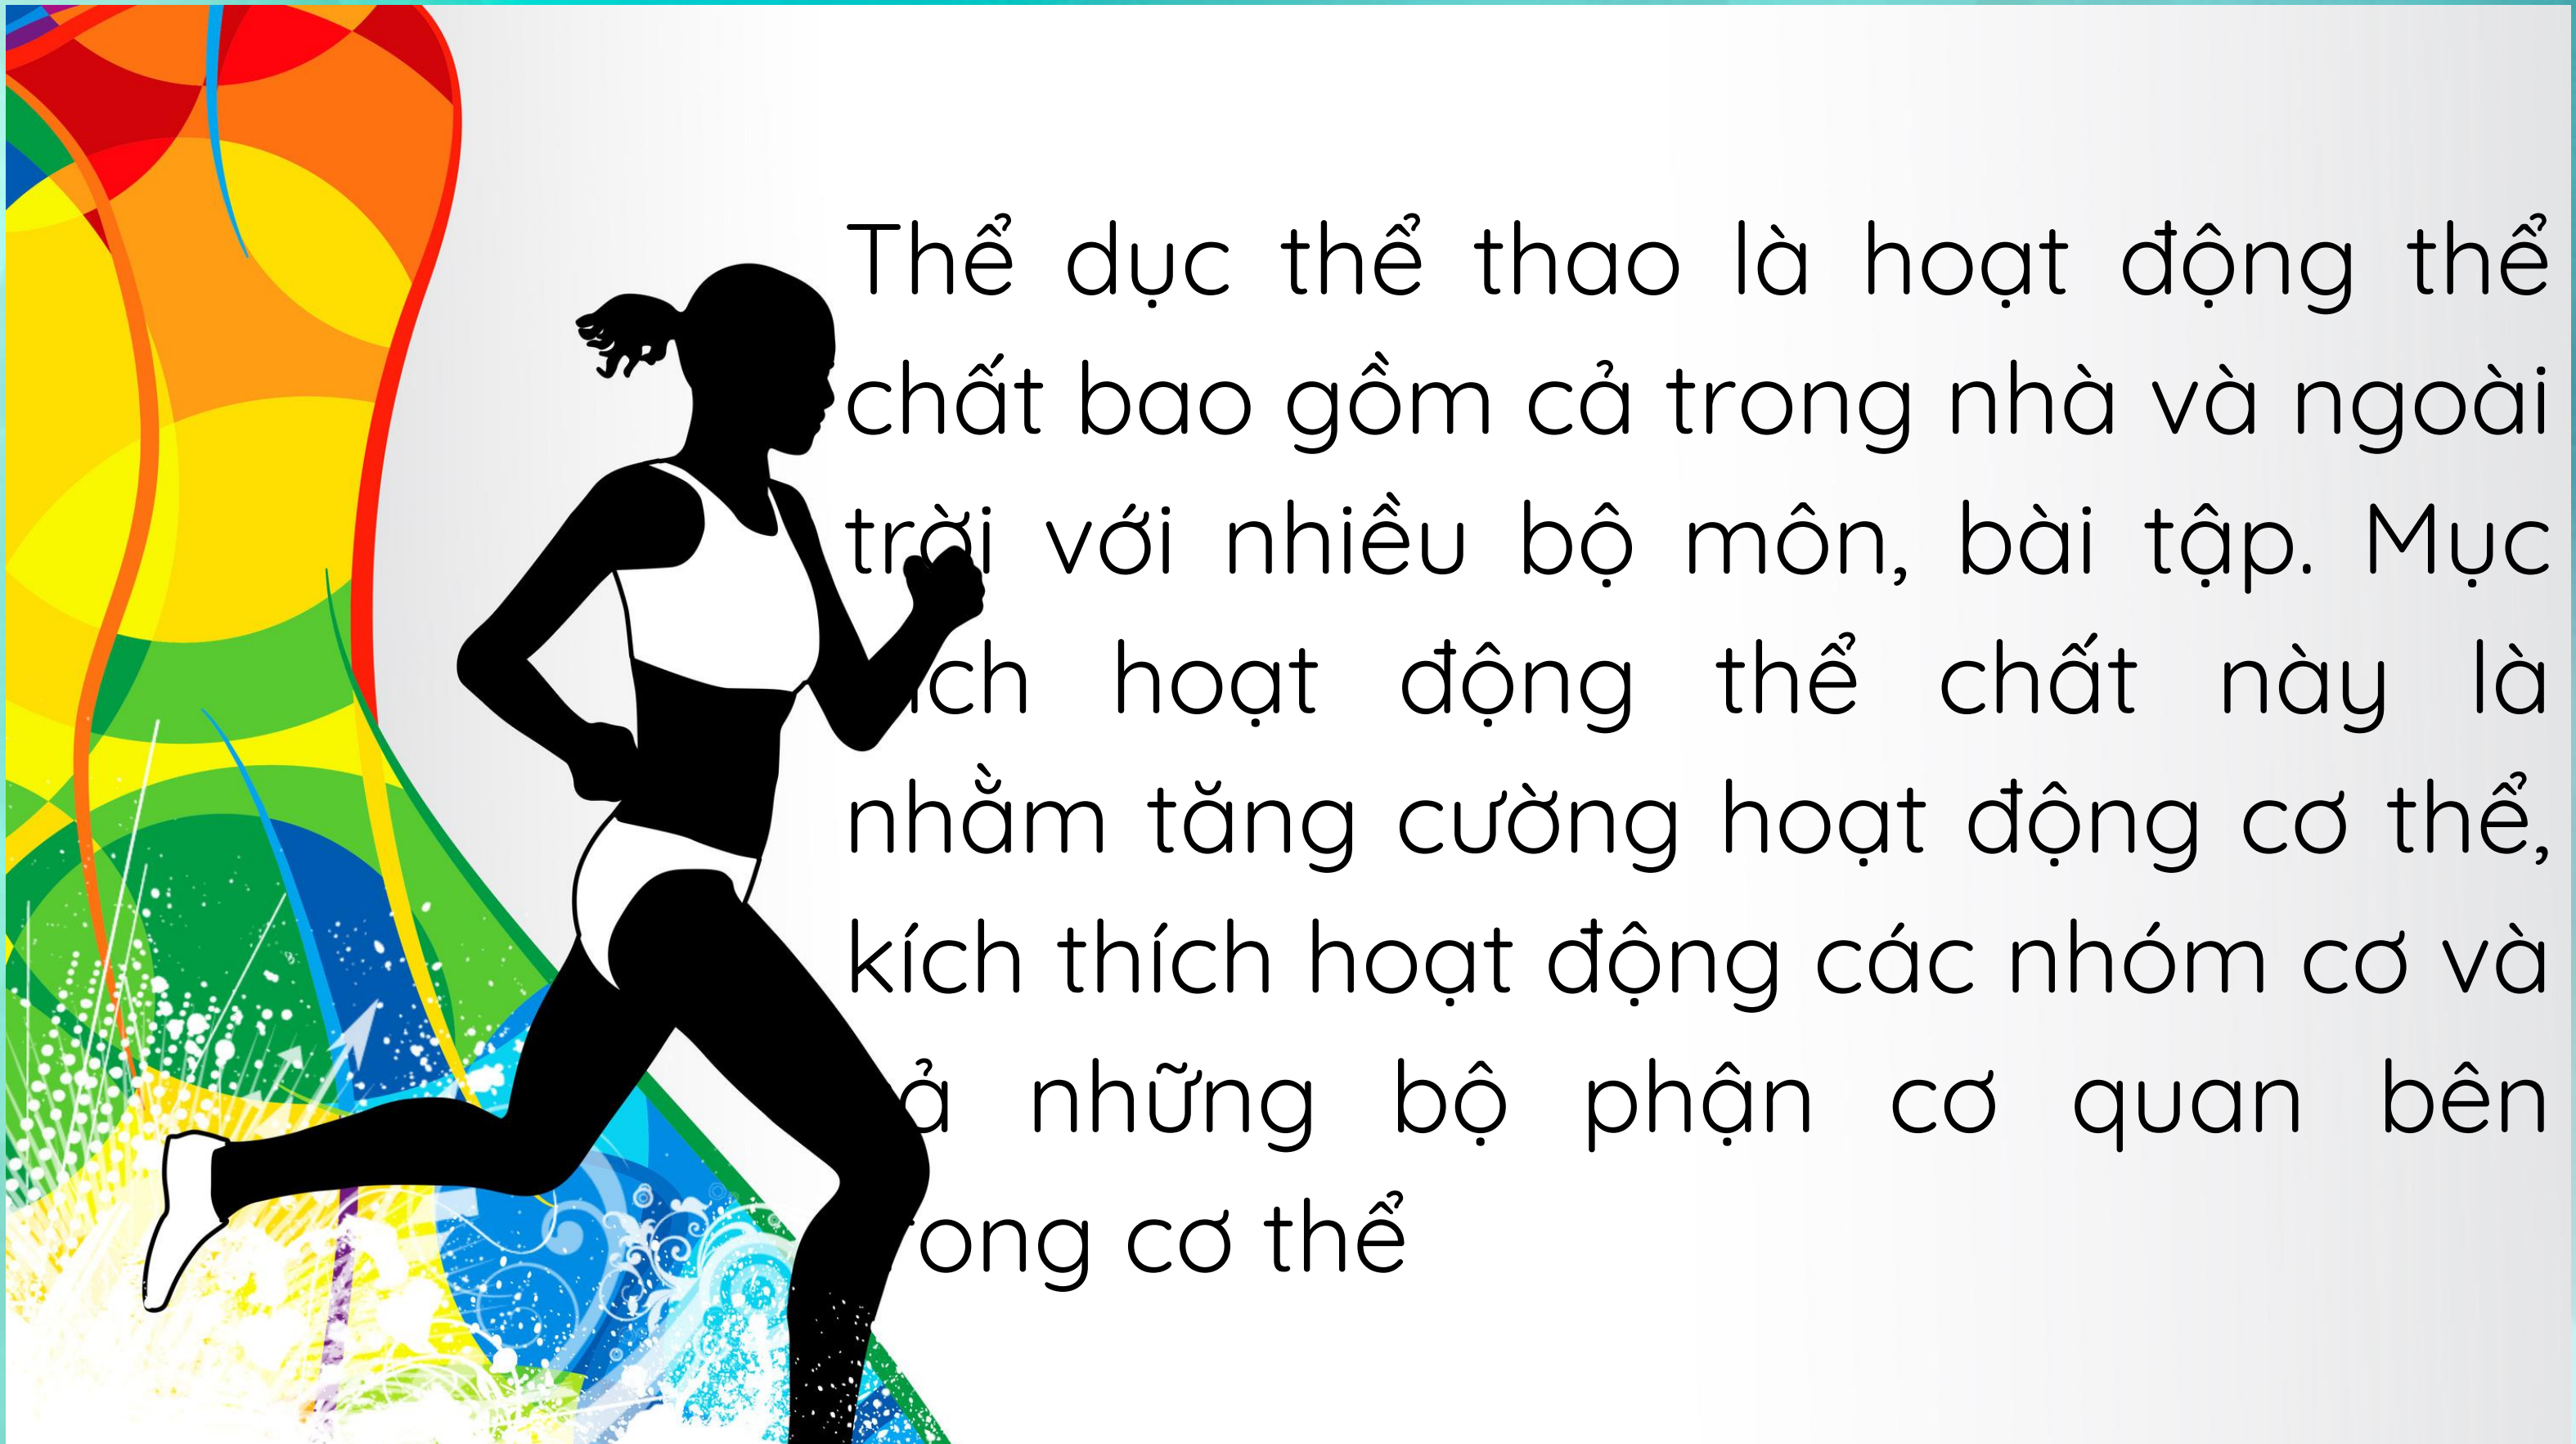 Thể dục thể thao là hoạt động thể
chất bao gồm cả trong nhà và ngoài
trời với nhiều bộ môn, bài tập. Mục
hoạt động thể chất này là
nhằm tăng cường hoạt động cơ thể,
kích thích hoạt động các nhóm cơ và
những bộ phận cơ quan bên
cơ thể